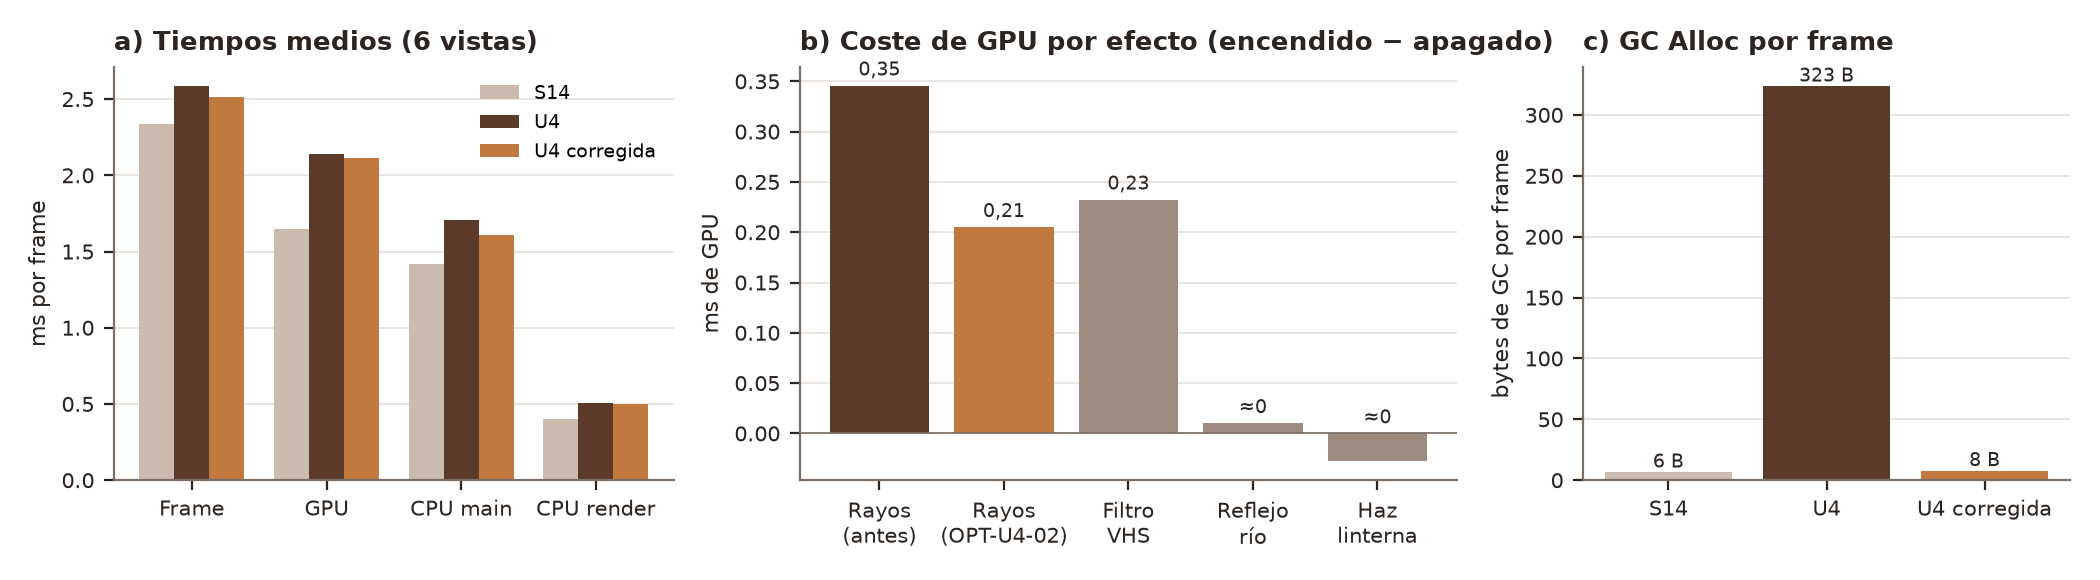 a) Tiempos medios (6 vistas)
ms por frame
2.5
2.0
1.5
1.0
0.5
0.0
S14
U4
U4 corregida
Frame
GPU
CPU main
CPU render
b) Coste de GPU por efecto (encendido − apagado)
ms de GPU
0.35
0.30
0.25
0.20
0.15
0.10
0.05
0.00
0,35
0,21
0,23
≈0
≈0
Rayos
(antes)
Rayos
(OPT-U4-02)
Filtro
VHS
Reflejo
río
Haz
linterna
c) GC Alloc por frame
bytes de GC por frame
300
250
200
150
100
50
0
6 B
323 B
8 B
S14
U4
U4 corregida